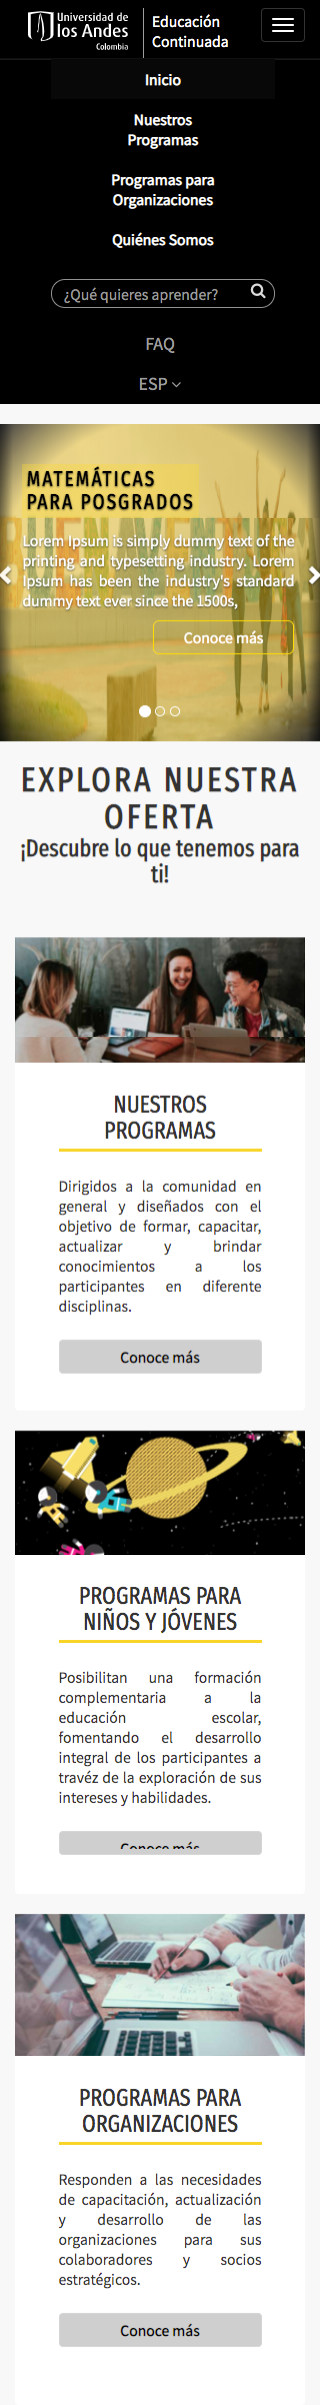 Universidad de
los Andes
Colombia
Educación
Continuada
Inicio
Nuestros
Programas
Programas para
Organizaciones
Quiénes Somos
¿Qué quieres aprender?
FAQ
ESP
MATEMÁTICAS
PARA POSGRADOS
Lorem Ipsum is simply dummy text of the
printing and typesetting industry. Lorem
Ipsum has been the industry's standard
dummy text ever since the 1500s,
Conoce más
EXPLORA NUESTRA
OFERTA
¡Descubre lo que tenemos para
ti!
NUESTROS
PROGRAMAS
Dirigidos a la comunidad en
general y diseñados con el
objetivo de formar, capacitar,
actualizar y brindar
conocimientos a los
participantes en diferente
disciplinas.
Conoce más
PROGRAMAS PARA
NIÑOS Y JÓVENES
Posibilitan una formación
complementaria a la
educación escolar,
fomentando el desarrollo
integral de los participantes a
travéz de la exploración de sus
intereses y habilidades.
Conoce más
PROGRAMAS PARA
ORGANIZACIONES
Responden a las necesidades
de capacitación, actualización
y desarrollo de las
organizaciones para sus
colaboradores y socios
estratégicos.
Conoce más